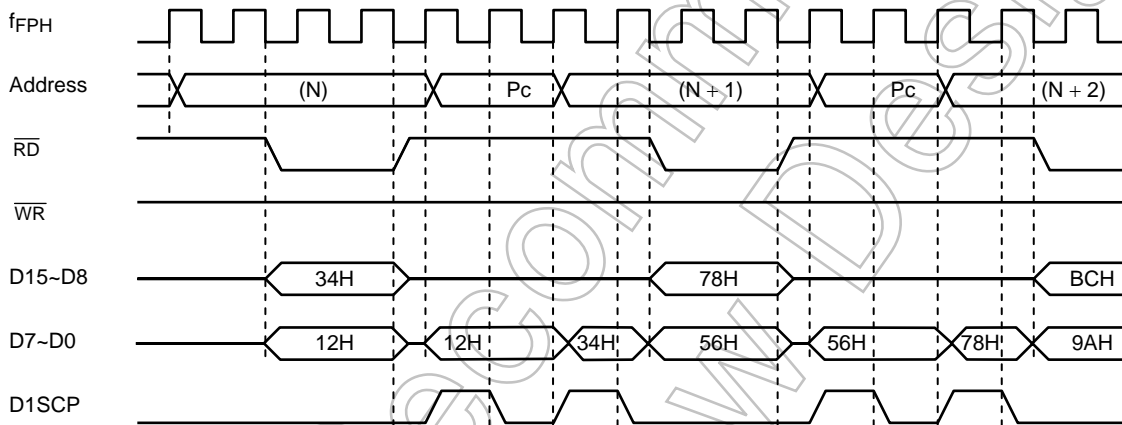 fFPH
Address (N) Pc (N + 1) Pc (N + 2)
RD
WR
D15~D8 34H 78H BCH
D7~D0 12H 12H 34H 56H 56H 78H 9AH
D1SCP